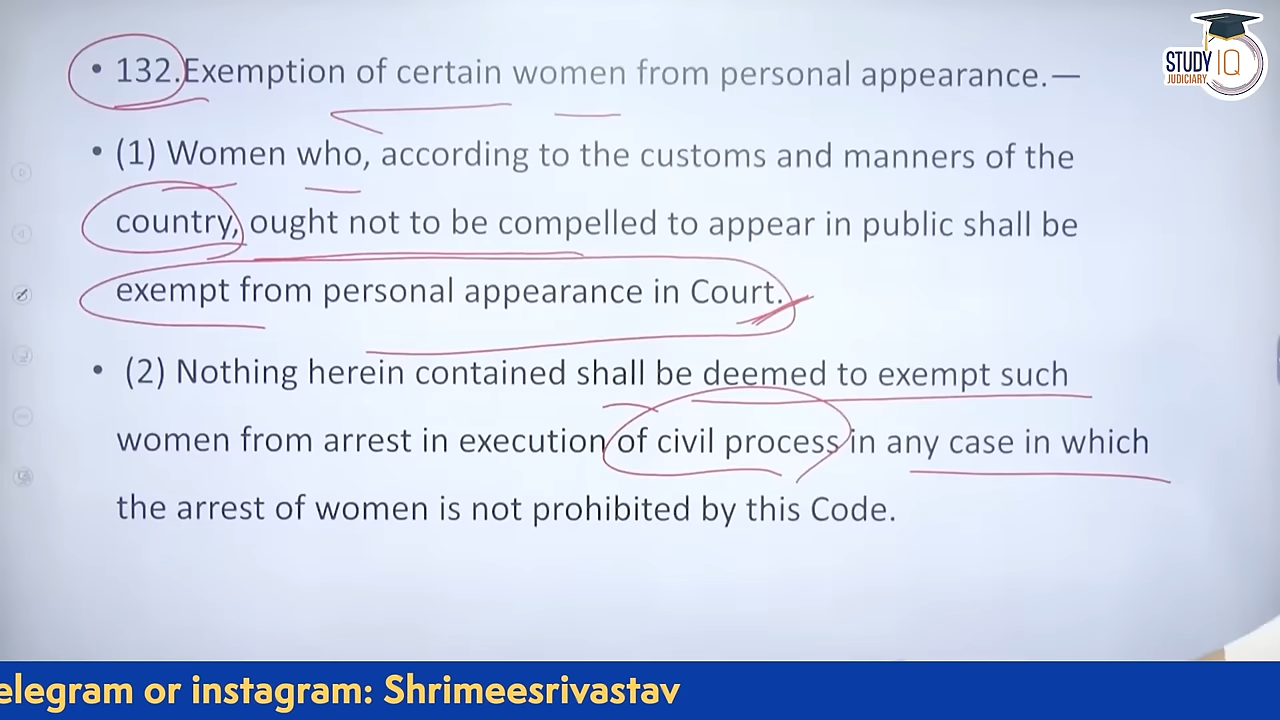 • 132.Exemption of certain women from personal appearance.—
• (1) Women who, according to the customs and manners of the
country, ought not to be compelled to appear in public shall be
exempt from personal appearance in Court.
• (2) Nothing herein contained shall be deemed to exempt such
women from arrest in execution of civil process in any case in which
the arrest of women is not prohibited by this Code.
STUDY IQ
JUDICIARY
elegram or instagram: Shrimeesrivastav